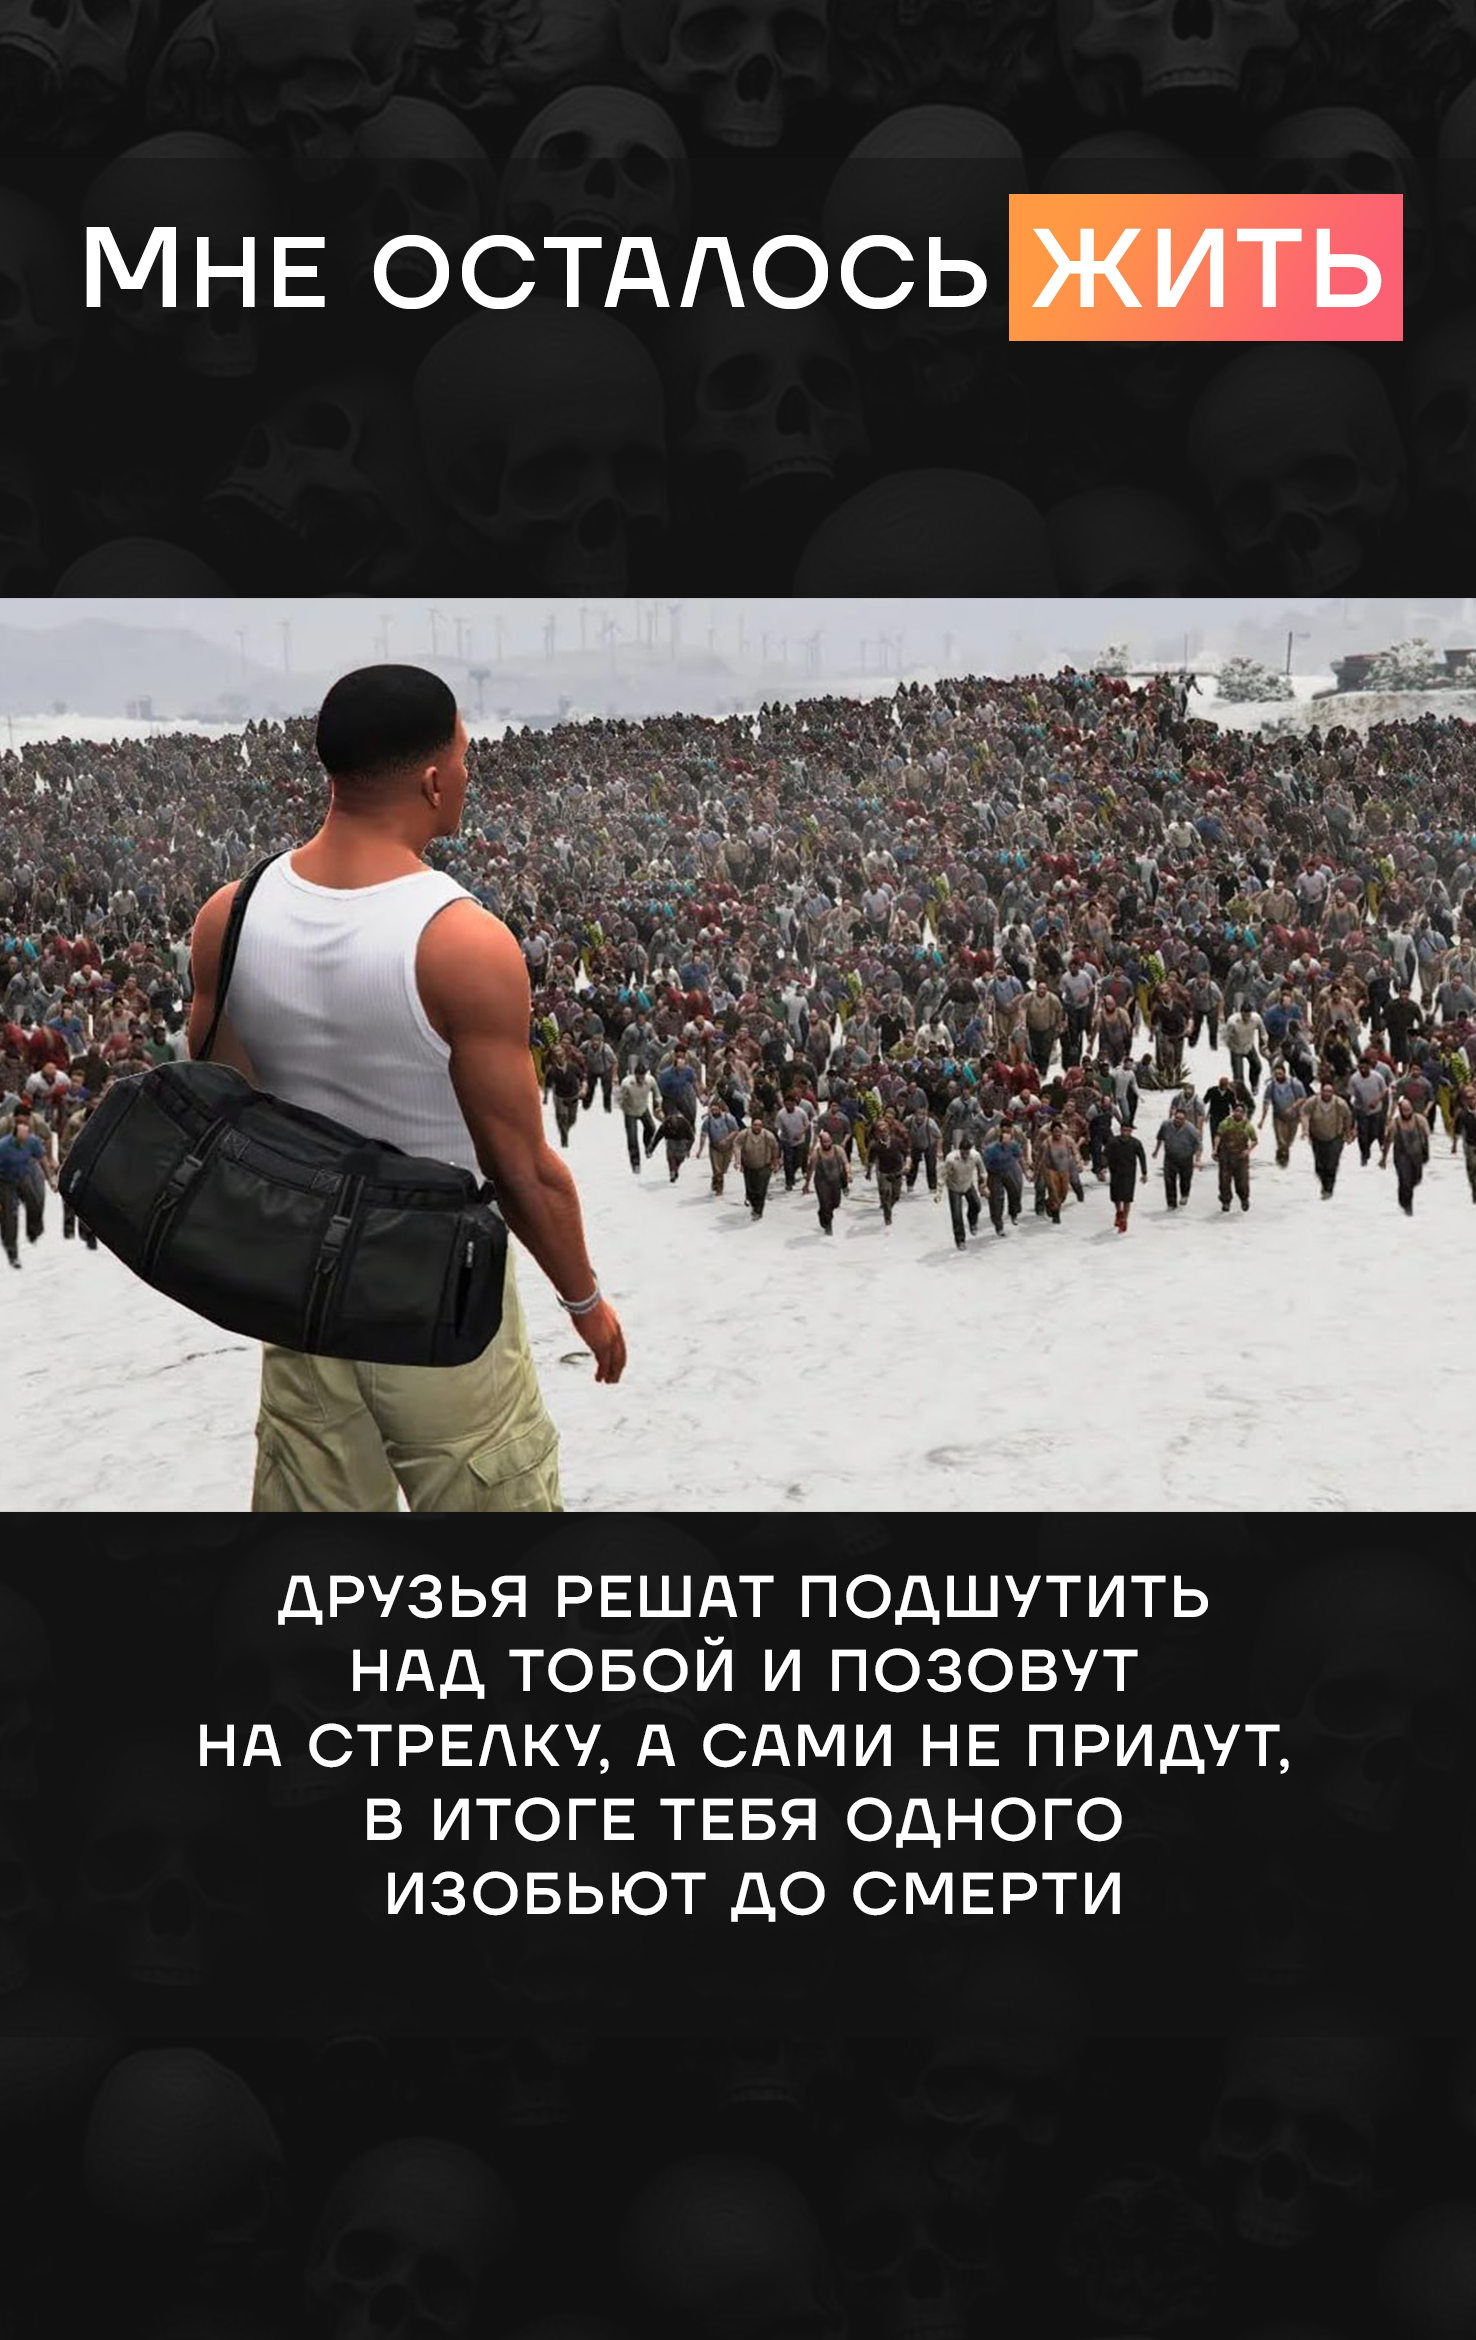 Мне осталось жить
ДРУЗЬЯ РЕШАТ ПОДШУТИТЬ
НАД ТОБОЙ И ПОЗОВУТ
НА СТРЕЛКУ, А САМИ НЕ ПРИДУТ,
В ИТОГЕ ТЕБЯ ОДНОГО
ИЗОБЬЮТ ДО СМЕРТИ